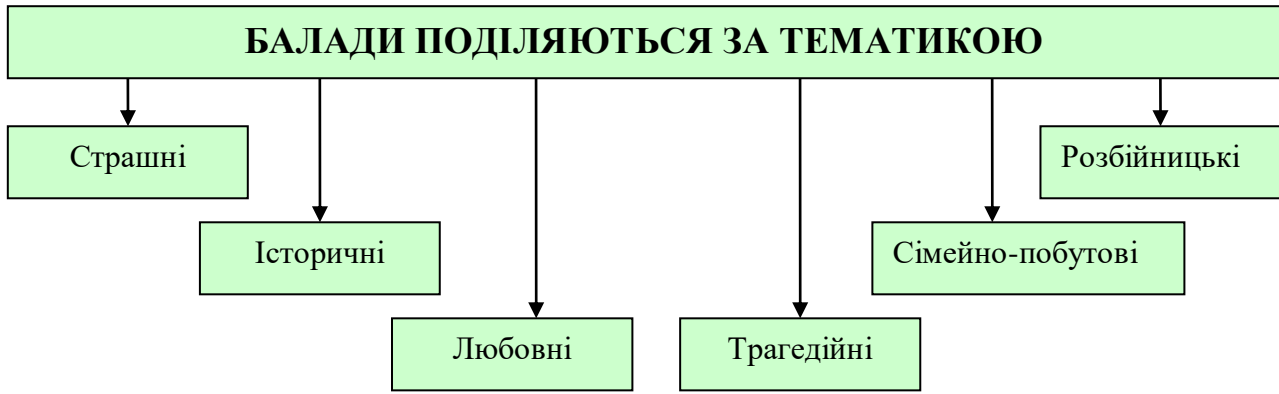 БАЛАДИ ПОДІЛЯЮТЬСЯ ЗА ТЕМАТИКОЮ
Страшні
Розбійницькі
Історичні
Сімейно-побутові
Любовні
Трагедійні